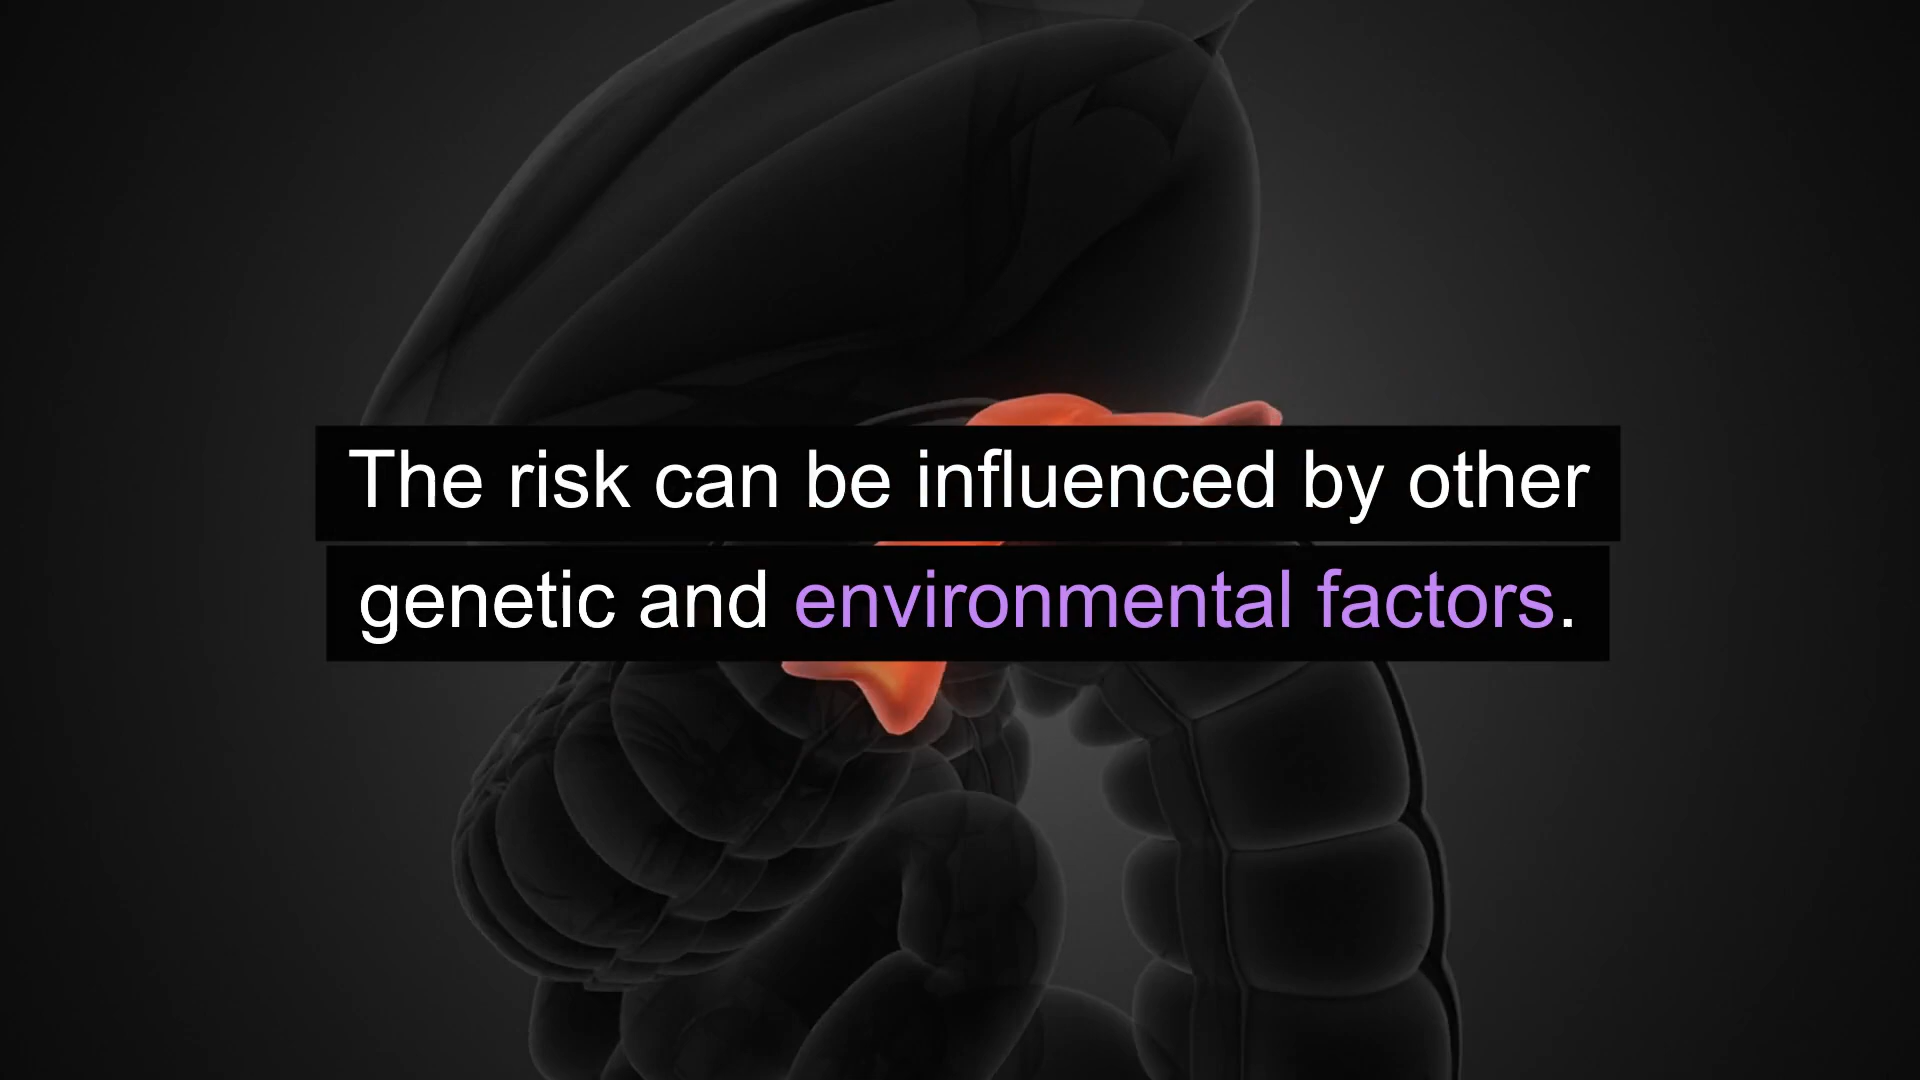 The risk can be influenced by other
genetic and environmental factors.